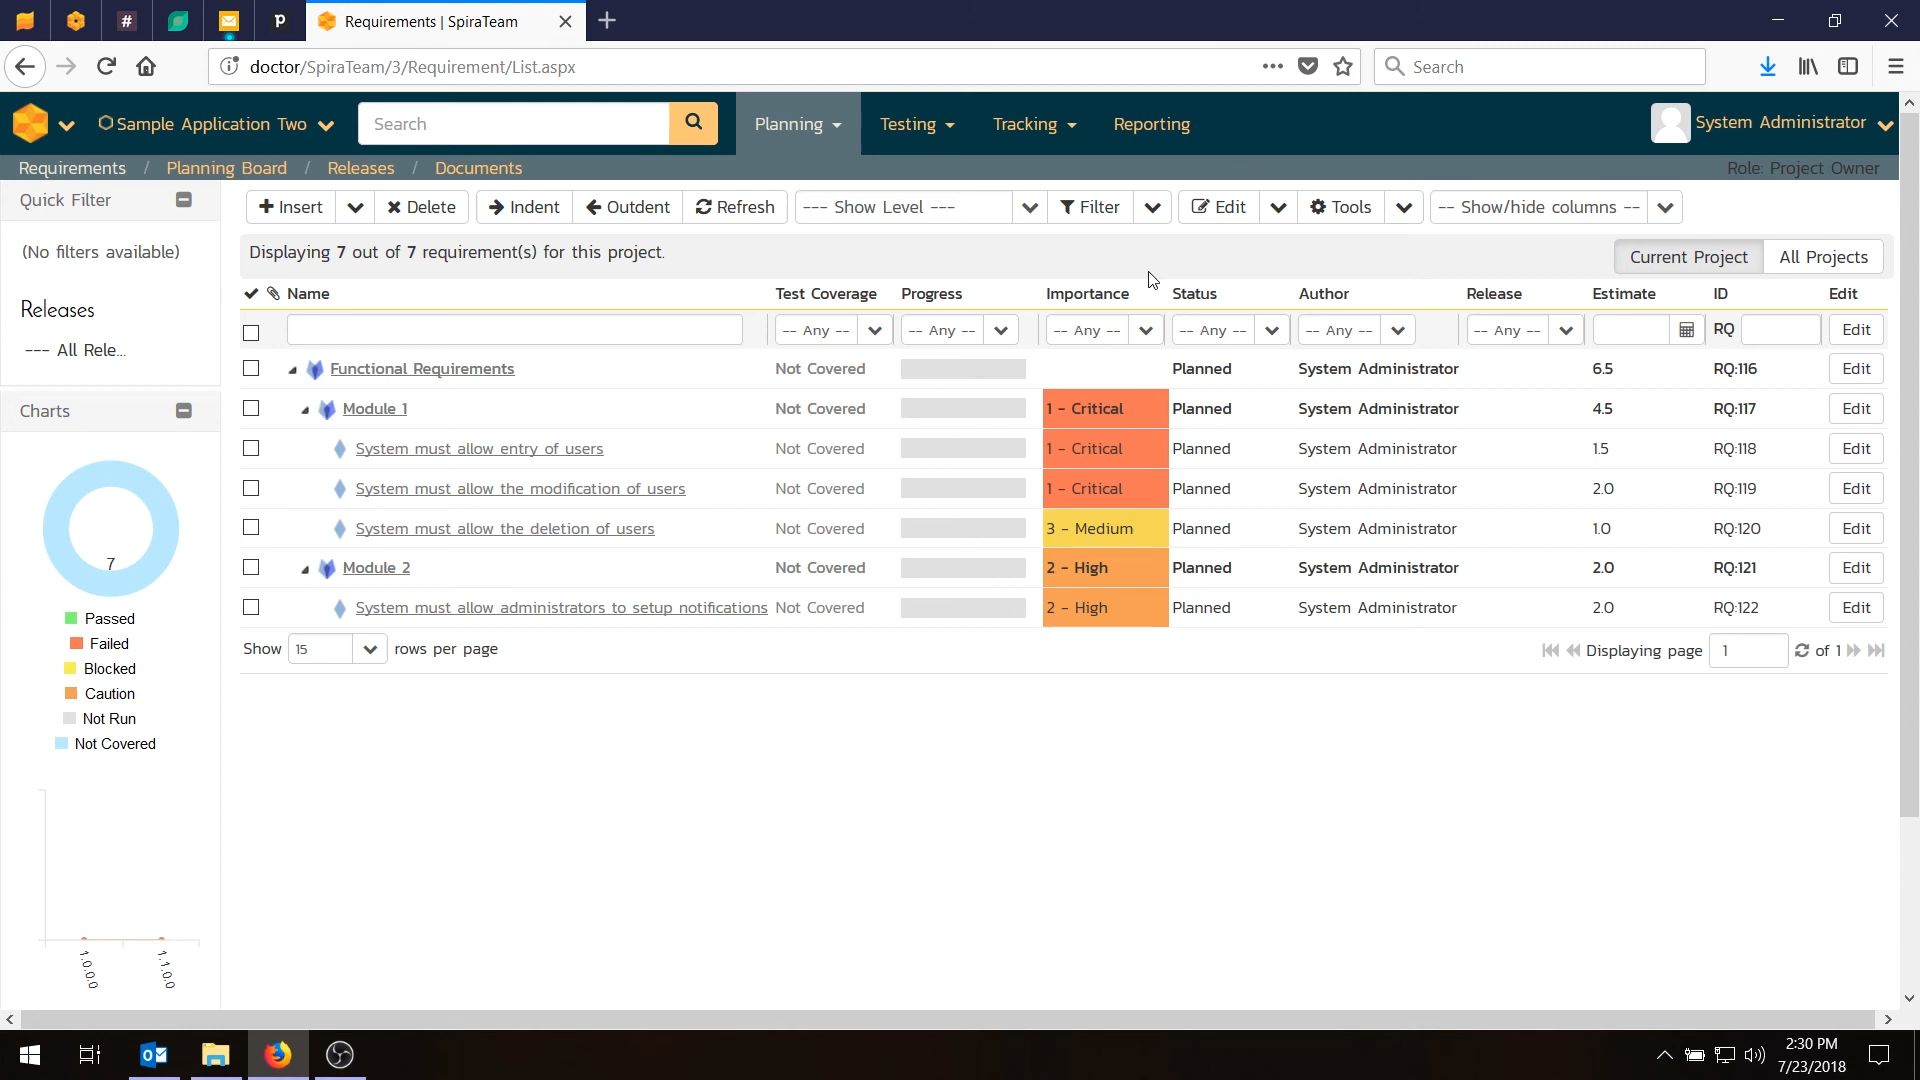 #
p
Requirements | SpiraTeam
doctor/SpiraTeam/3/Requirement/List.aspx
Search
Sample Application Two
Search
Planning
Testing
Tracking
Reporting
System Administrator
Requirements / Planning Board / Releases / Documents
Role: Project Owner
Quick Filter
Insert
Delete
Indent
Outdent
Refresh
--- Show Level ---
Filter
Edit
Tools
-- Show/hide columns --
(No filters available)
Displaying 7 out of 7 requirement(s) for this project.
Current Project
All Projects
Releases
--- All Rele...
Name Test Coverage Progress Importance Status Author Release Estimate ID Edit
-- Any -- -- Any -- -- Any -- -- Any -- -- Any -- -- Any -- RQ Edit
Functional Requirements Not Covered Planned System Administrator 6.5 RQ:116 Edit
Module 1 Not Covered 1 - Critical Planned System Administrator 4.5 RQ:117 Edit
System must allow entry of users Not Covered 1 - Critical Planned System Administrator 1.5 RQ:118 Edit
System must allow the modification of users Not Covered 1 - Critical Planned System Administrator 2.0 RQ:119 Edit
System must allow the deletion of users Not Covered 3 - Medium Planned System Administrator 1.0 RQ:120 Edit
Module 2 Not Covered 2 - High Planned System Administrator 2.0 RQ:121 Edit
System must allow administrators to setup notifications Not Covered 2 - High Planned System Administrator 2.0 RQ:122 Edit
Show 15 rows per page
Displaying page 1 of 1
Charts
7
Passed
Failed
Blocked
Caution
Not Run
Not Covered
1.0.0.0
1.1.0.0
2:30 PM
7/23/2018